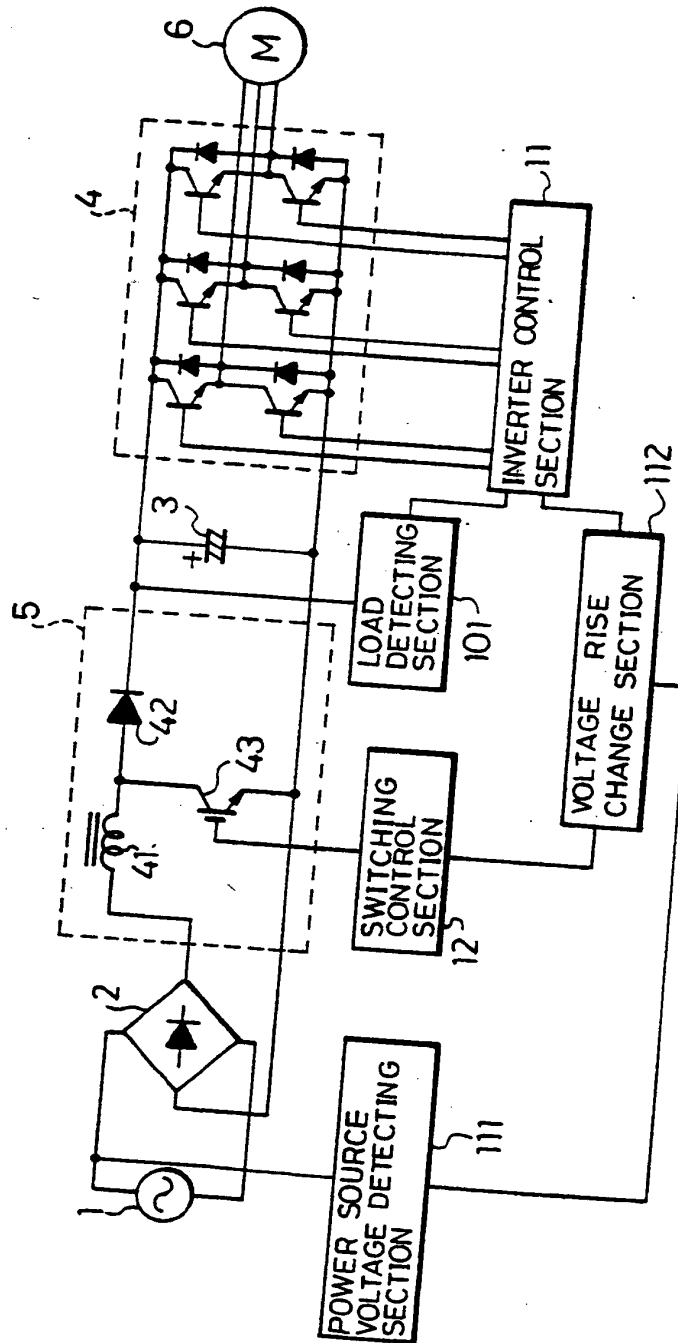 4
6
M
5
3
42
41
43
2
1
11
INVERTER CONTROL
SECTION
LOAD
DETECTING
SECTION
101
112
VOLTAGE RISE
CHANGE SECTION
SWITCHING
CONTROL
SECTION
12
POWER SOURCE
VOLTAGE DETECTING
SECTION
111
+